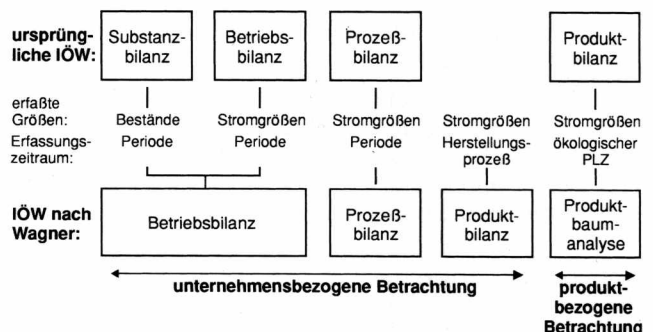 ursprüng-
liche IÖW:
Substanz-
bilanz
Betriebs-
bilanz
Prozeß-
bilanz
Produkt-
bilanz
erfaßte
Größen:
Bestände
Stromgrößen
Stromgrößen
Stromgrößen
Stromgrößen
Erfassungs-
zeitraum:
Periode
Periode
Periode
Herstellungs-
prozeß
ökologischer
PLZ
IÖW nach
Wagner:
Betriebsbilanz
Prozeß-
bilanz
Produkt-
bilanz
Produkt-
baum-
analyse
unternehmensbezogene Betrachtung
produkt-
bezogene
Betrachtung